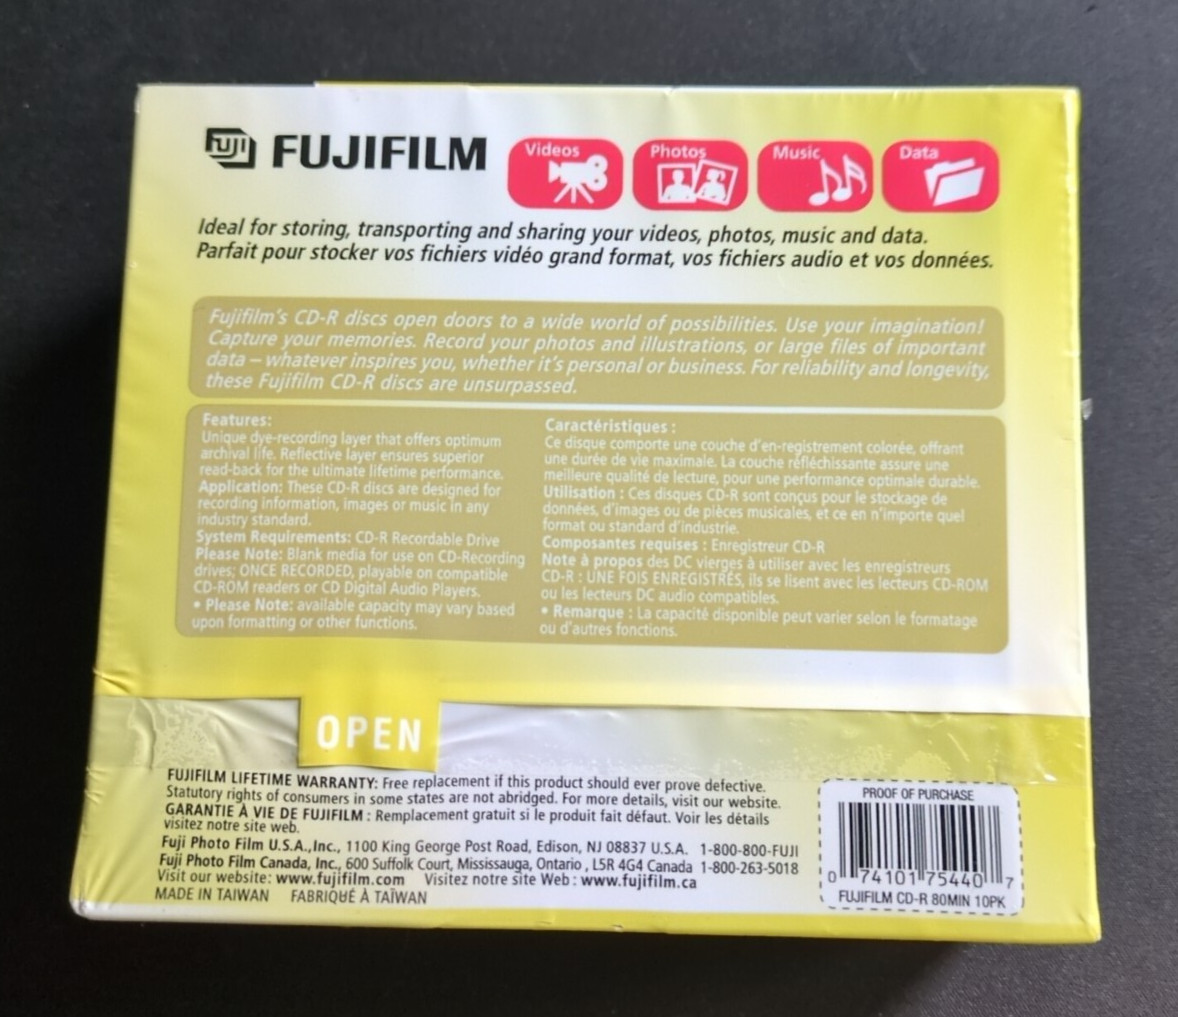 FUJI FUJIFILM Videos Photos Music Data
Ideal for storing, transporting and sharing your videos, photos, music and data.
Parfait pour stocker vos fichiers vidéo grand format, vos fichiers audio et vos données.
Fujifilm's CD-R discs open doors to a wide world of possibilities. Use your imagination!
Capture your memories. Record your photos and illustrations, or large files of important
data – whatever inspires you, whether it's personal or business. For reliability and longevity,
these Fujifilm CD-R discs are unsurpassed.
Features:
Unique dye-recording layer that offers optimum
archival life. Reflective layer ensures superior
read-back for the ultimate lifetime performance.
Application: These CD-R discs are designed for
recording information, images or music in any
industry standard.
System Requirements: CD-R Recordable Drive
Please Note: Blank media for use on CD-Recording
drives; ONCE RECORDED, playable on compatible
CD-ROM readers or CD Digital Audio Players.
• Please Note: available capacity may vary based
upon formatting or other functions.
Caractéristiques :
Ce disque comporte une couche d'en-registrement colorée, offrant
une durée de vie maximale. La couche réfléchissante assure une
meilleure qualité de lecture, pour une performance optimale durable.
Utilisation : Ces disques CD-R sont conçus pour le stockage de
données, d'images ou de pièces musicales, et ce en n'importe quel
format ou standard d'industrie.
Composantes requises : Enregistreur CD-R
Note à propos des DC vierges à utiliser avec les enregistreurs
CD-R : UNE FOIS ENREGISTRÉS, ils se lisent avec les lecteurs CD-ROM
ou les lecteurs DC audio compatibles.
• Remarque : La capacité disponible peut varier selon le formatage
ou d'autres fonctions.
OPEN
FUJIFILM LIFETIME WARRANTY: Free replacement if this product should ever prove defective.
Statutory rights of consumers in some states are not abridged. For more details, visit our website.
GARANTIE À VIE DE FUJIFILM : Remplacement gratuit si le produit fait défaut. Voir les détails
visitez notre site web.
Fuji Photo Film U.S.A.,Inc., 1100 King George Post Road, Edison, NJ 08837 U.S.A. 1-800-800-FUJI
Fuji Photo Film Canada, Inc., 600 Suffolk Court, Mississauga, Ontario , L5R 4G4 Canada 1-800-263-5018
Visit our website: www.fujifilm.com Visitez notre site Web : www.fujifilm.ca
MADE IN TAIWAN FABRIQUÉ À TAÏWAN
PROOF OF PURCHASE
0 74101 75440 7
FUJIFILM CD-R 80MIN 10PK